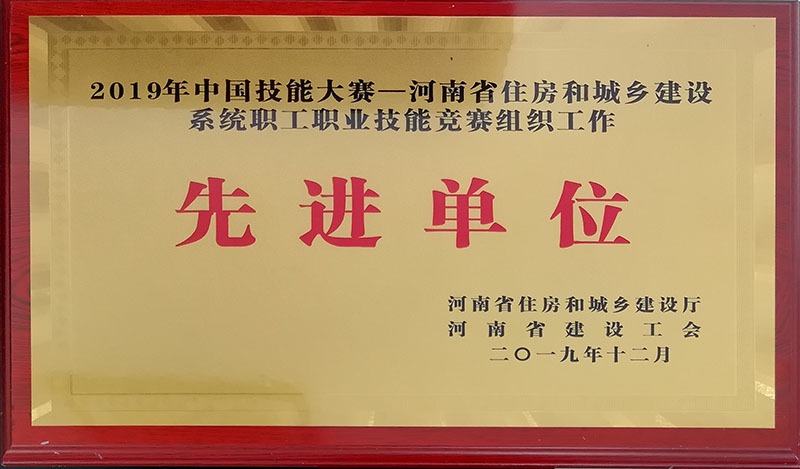 2019年中国技能大赛—河南省住房和城乡建设
系统职工职业技能竞赛组织工作
先进单位
河南省住房和城乡建设厅
河南省建设工会
二〇一九年十二月